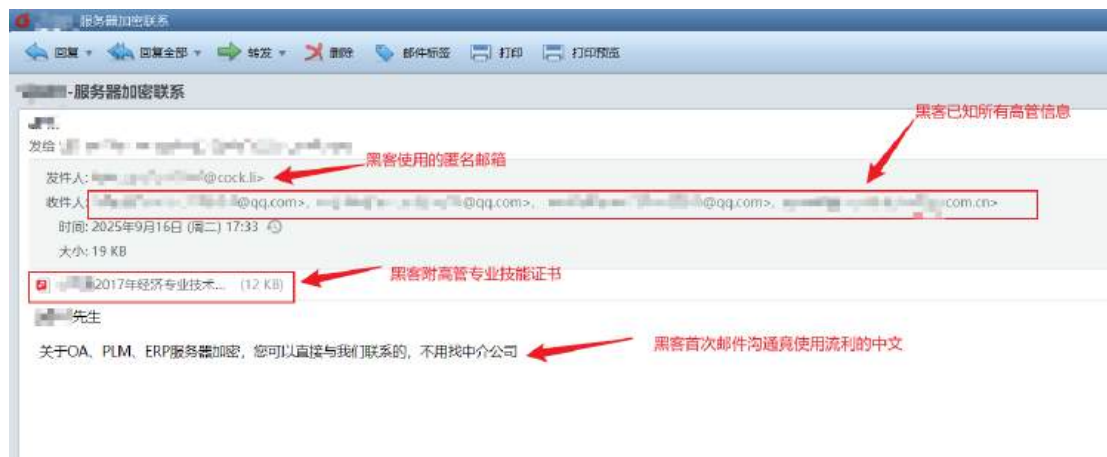 服务器加密联系
回复 回复全部 转发 删除 邮件标签 打印 打印预览
-服务器加密联系
黑客已知所有高管信息
发给
黑客使用的匿名邮箱
发件人: @cock.li>
收件人: @qq.com>, @qq.com>, @qq.com>, com.cn>
时间: 2025年9月16日 (周二) 17:33
大小: 19 KB
黑客附高管专业技能证书
2017年经济专业技术... (12 KB)
先生
黑客首次邮件沟通竟使用流利的中文
关于OA、PLM、ERP服务器加密, 您可以直接与我们联系的, 不用找中介公司